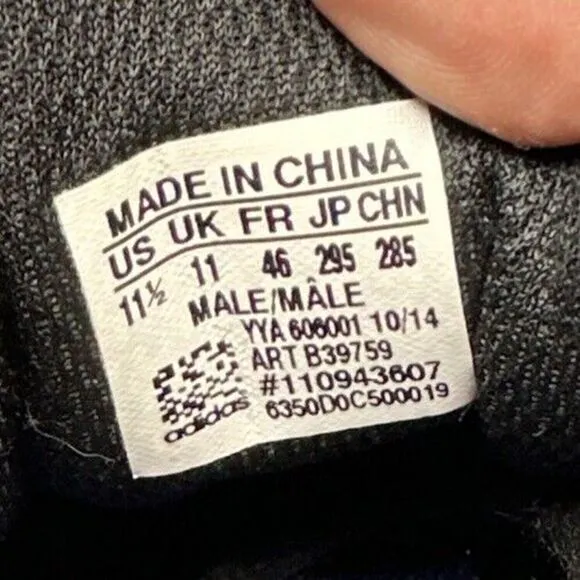 MADE IN CHINA
US UK FR JP CHN
11½ 11 46 295 285
MALE/MÂLE
YYA 606001 10/14
ART B39759
#110943607
6350D0C500019
adidas